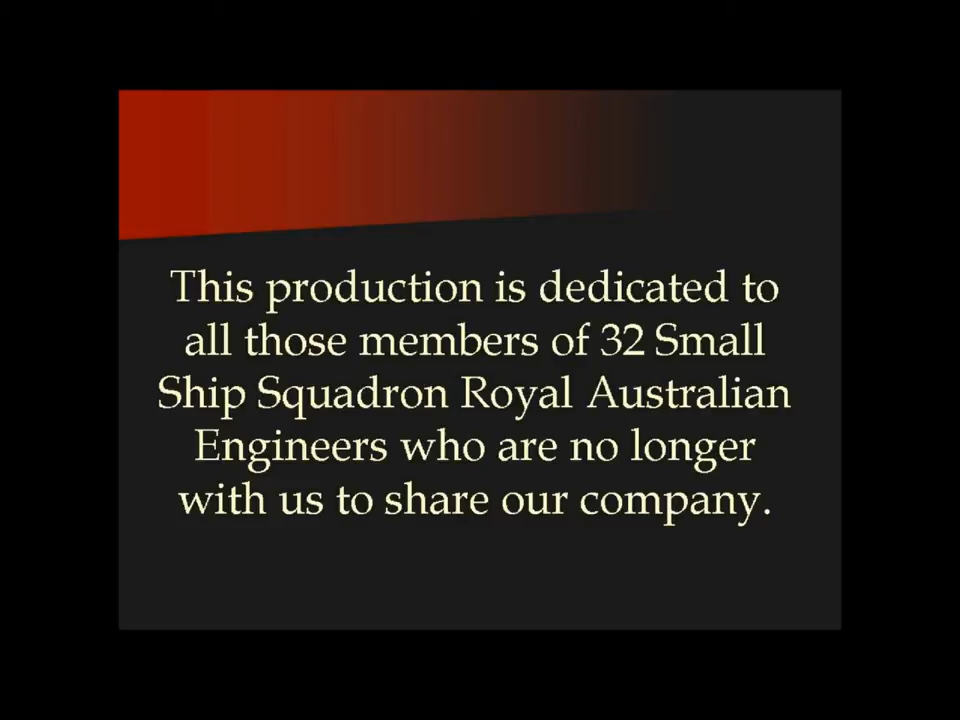 This production is dedicated to
all those members of 32 Small
Ship Squadron Royal Australian
Engineers who are no longer
with us to share our company.